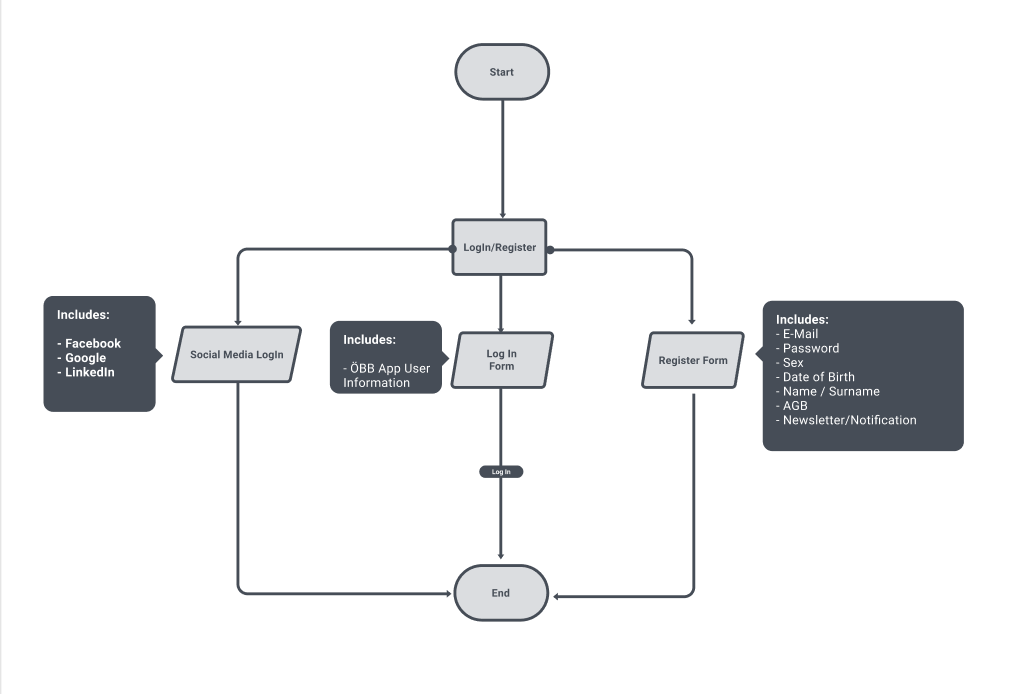 Start
LogIn/Register
Includes:
- Facebook
- Google
- LinkedIn
Social Media LogIn
Includes:
- ÖBB App User
Information
Log In
Form
Register Form
Includes:
- E-Mail
- Password
- Sex
- Date of Birth
- Name / Surname
- AGB
- Newsletter/Notification
Log In
End